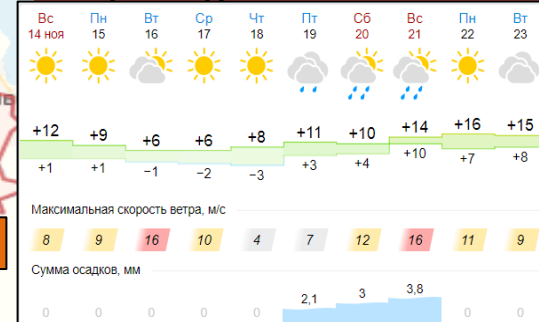 Вс Пн Вт Ср Чт Пт Сб Вс Пн Вт
14 ноя 15 16 17 18 19 20 21 22 23
+12 +9 +6 +6 +8 +11 +10 +14 +16 +15
+1 +1 −1 −2 −3 +3 +4 +10 +7 +8
Максимальная скорость ветра, м/с
8 9 16 10 4 7 12 16 11 9
Сумма осадков, мм
0 0 0 0 0 2,1 3 3,8 0 0